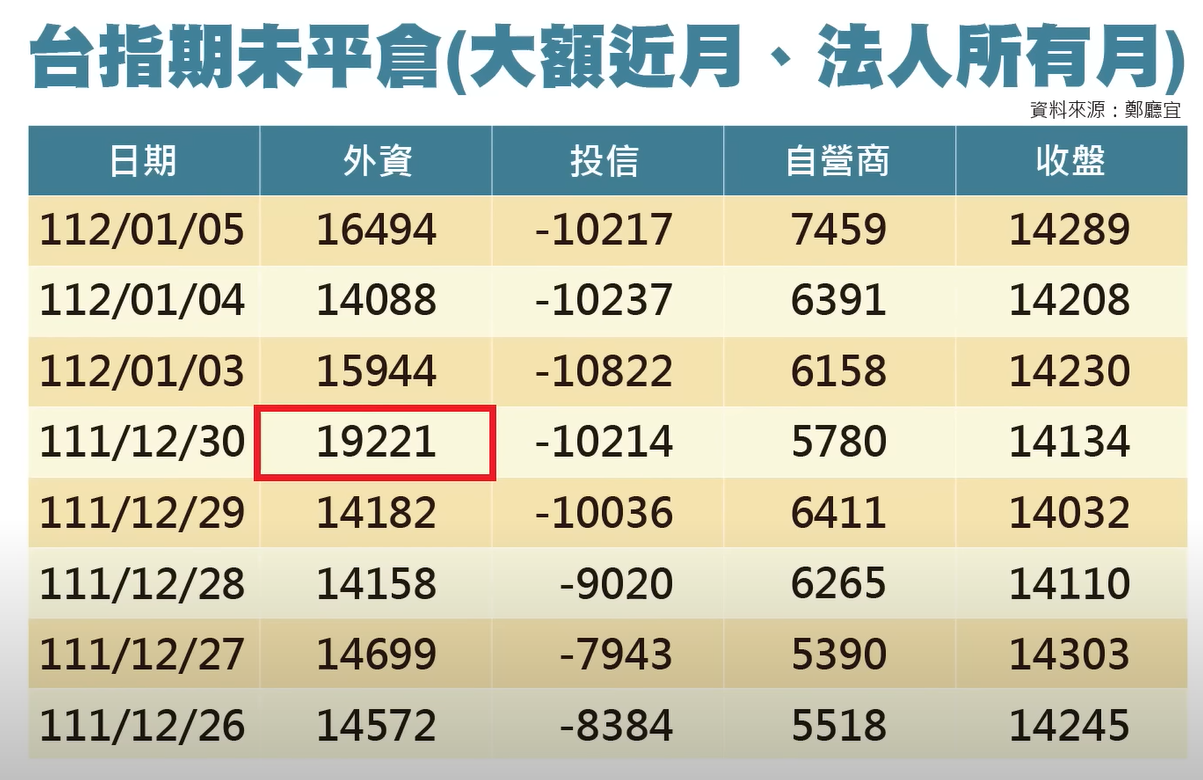 台指期未平倉(大額近月、法人所有月)
資料來源：鄭廳宜
日期 外資 投信 自營商 收盤
112/01/05 16494 -10217 7459 14289
112/01/04 14088 -10237 6391 14208
112/01/03 15944 -10822 6158 14230
111/12/30 19221 -10214 5780 14134
111/12/29 14182 -10036 6411 14032
111/12/28 14158 -9020 6265 14110
111/12/27 14699 -7943 5390 14303
111/12/26 14572 -8384 5518 14245